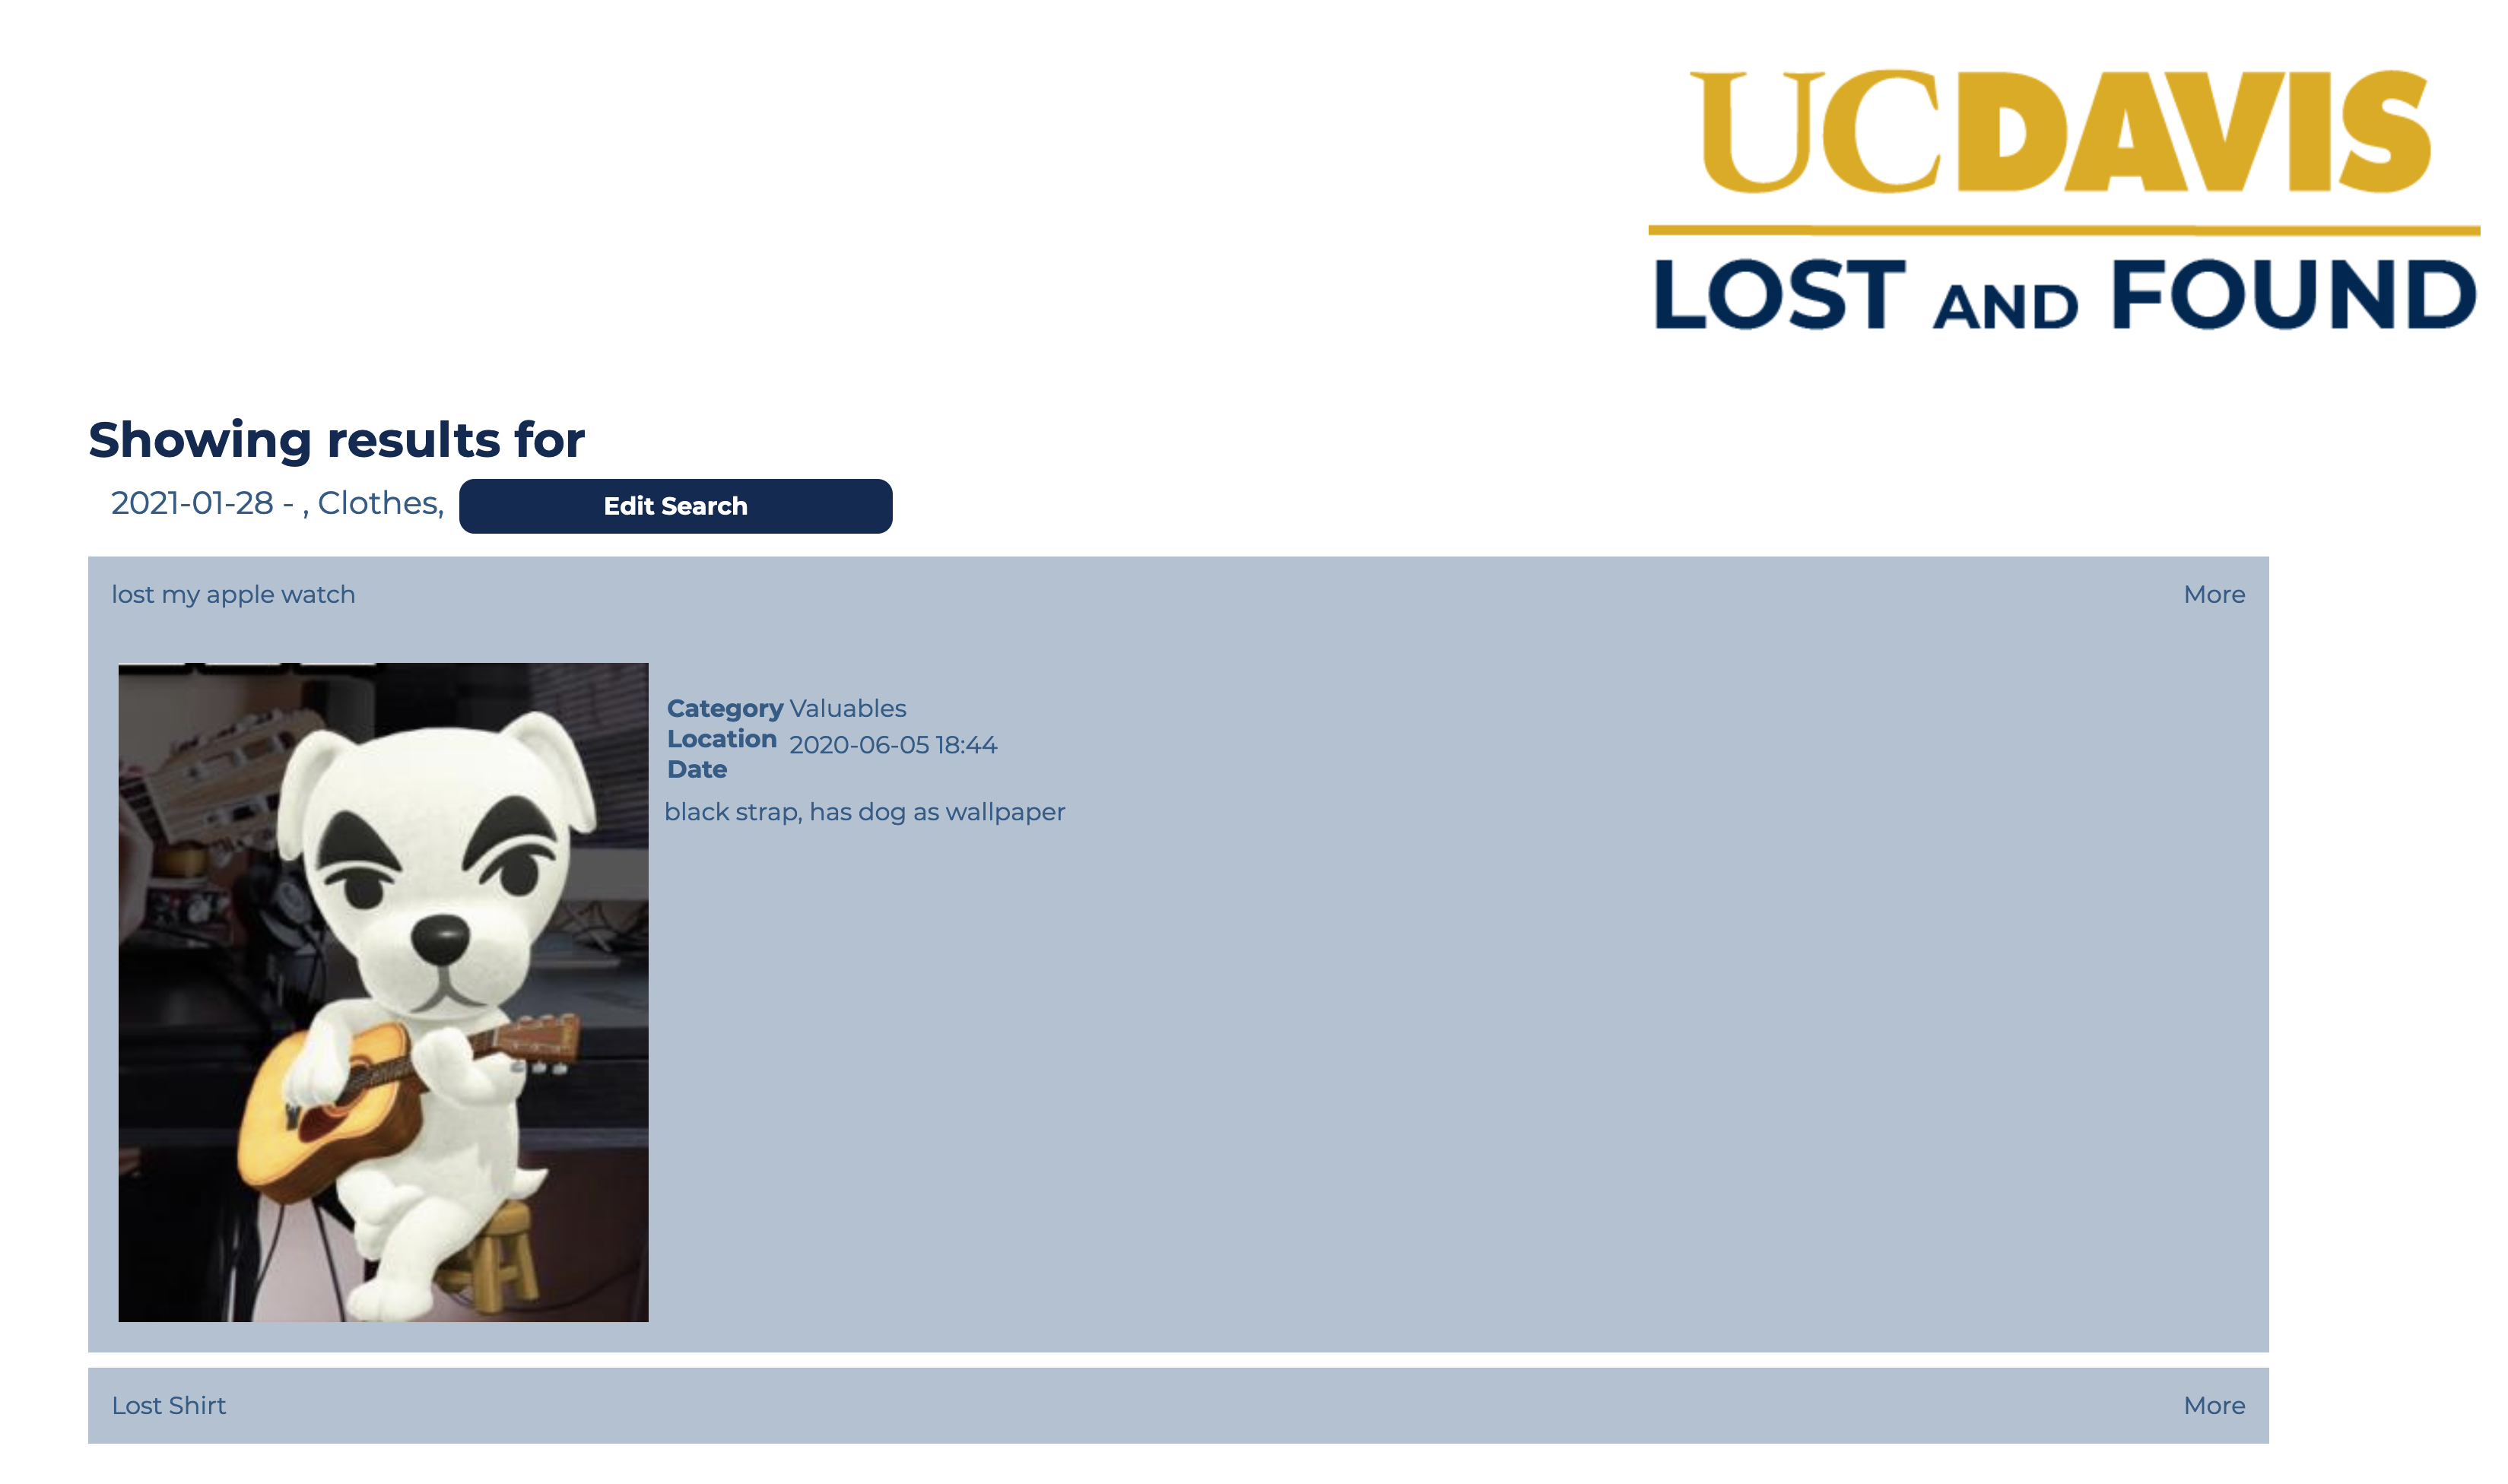 UCDAVIS
LOST AND FOUND
Showing results for
2021-01-28 - , Clothes, Edit Search
lost my apple watch More
Category Valuables
Location 2020-06-05 18:44
Date
black strap, has dog as wallpaper
Lost Shirt More